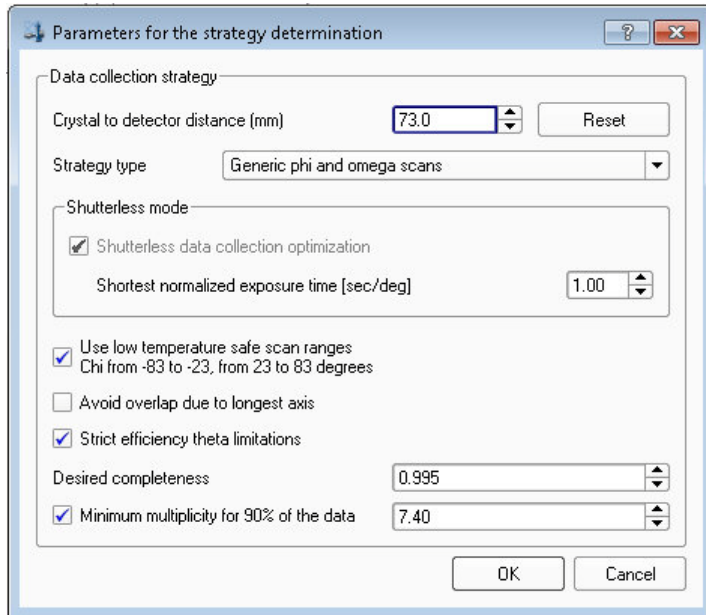 Parameters for the strategy determination
?
Data collection strategy
Crystal to detector distance (mm) 73.0 Reset
Strategy type Generic phi and omega scans
Shutterless mode
Shutterless data collection optimization
Shortest normalized exposure time [sec/deg] 1.00
Use low temperature safe scan ranges
Chi from -83 to -23, from 23 to 83 degrees
Avoid overlap due to longest axis
Strict efficiency theta limitations
Desired completeness 0.995
Minimum multiplicity for 90% of the data 7.40
OK Cancel